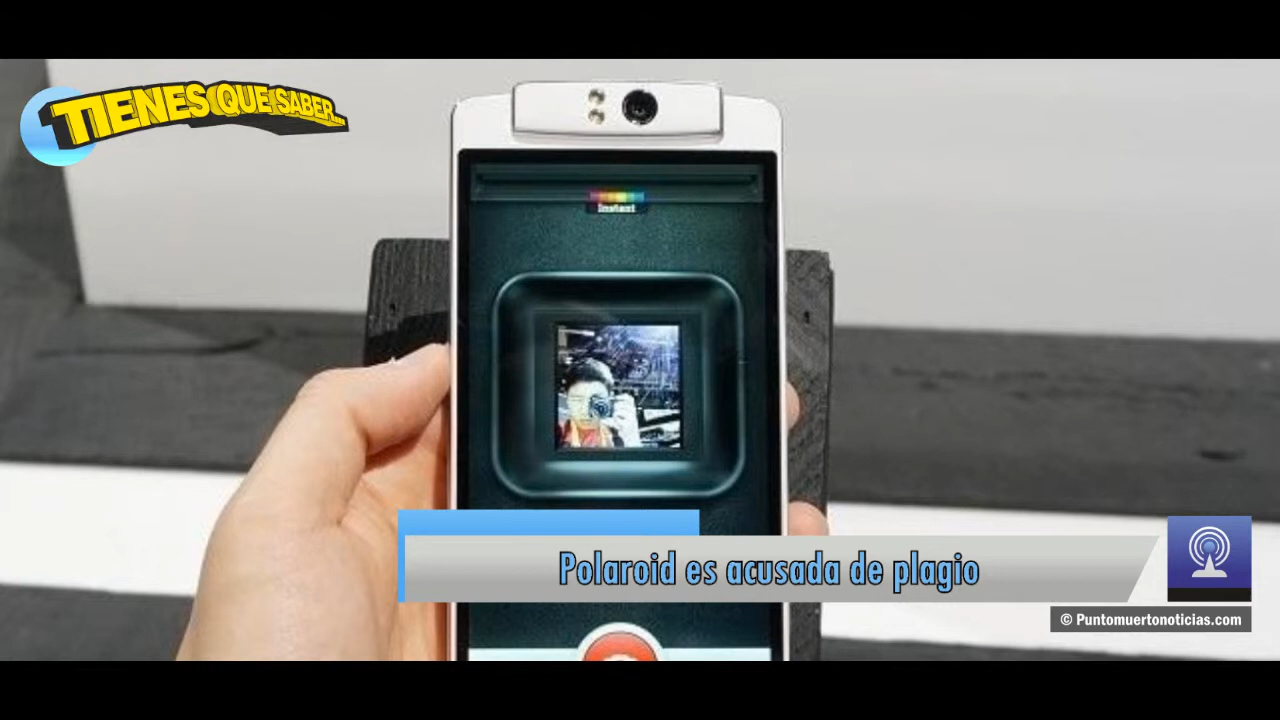 TIENES QUE SABER...
Instant
Polaroid es acusada de plagio
© Puntomuertonoticias.com